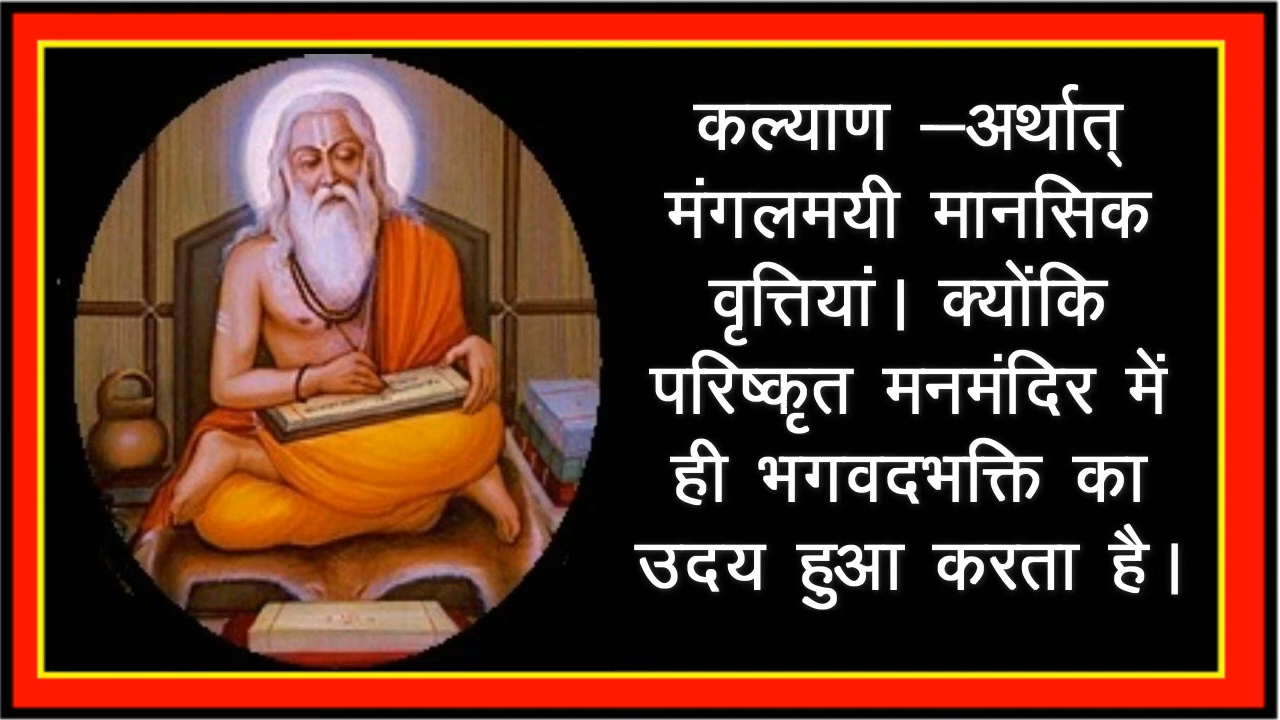 कल्याण –अर्थात्
मंगलमयी मानसिक
वृत्तियां। क्योंकि
परिष्कृत मनमंदिर में
ही भगवदभक्ति का
उदय हुआ करता है।